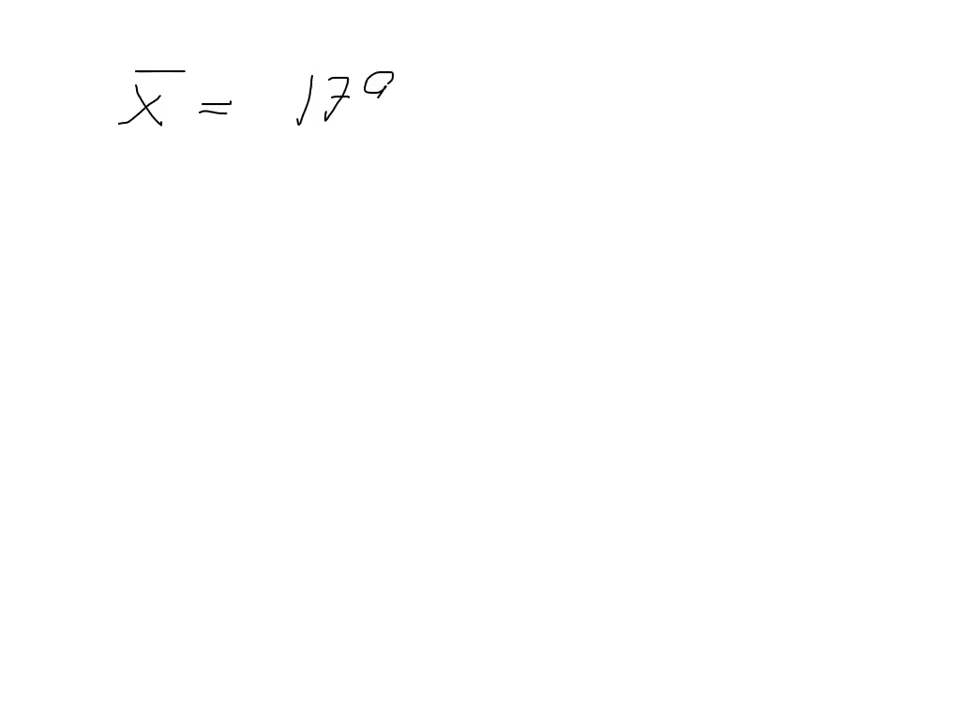 x̄ = 179